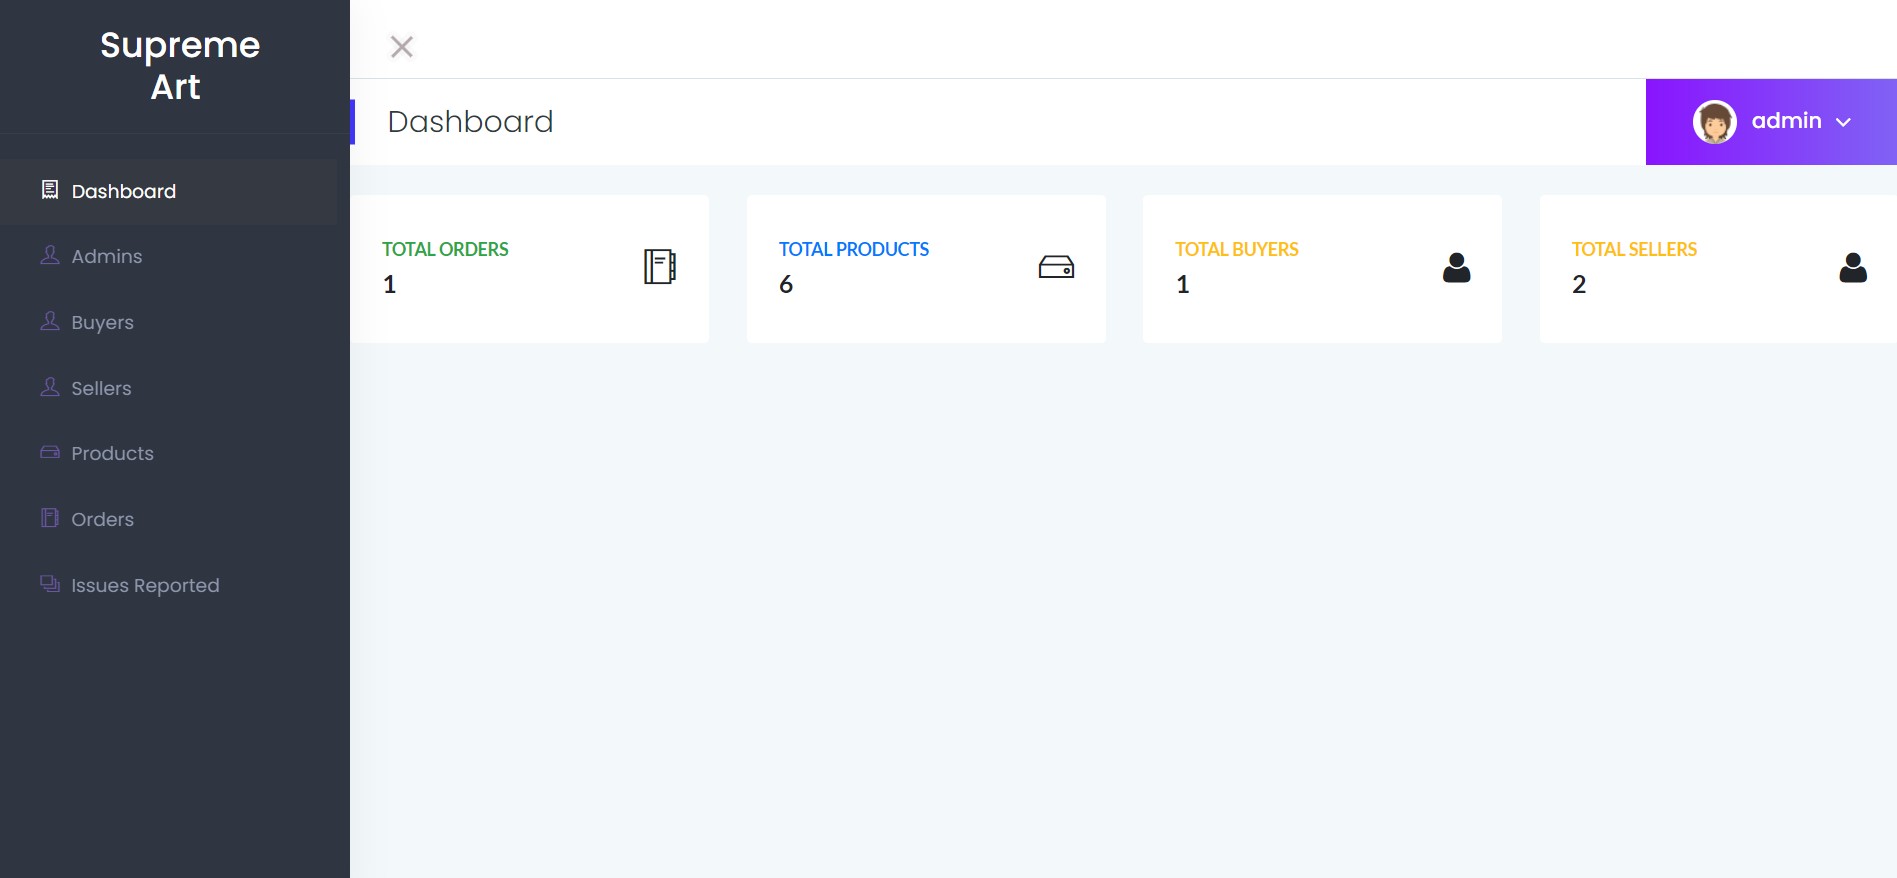 Supreme
Art
Dashboard
Admins
Buyers
Sellers
Products
Orders
Issues Reported
Dashboard
admin
TOTAL ORDERS
1
TOTAL PRODUCTS
6
TOTAL BUYERS
1
TOTAL SELLERS
2